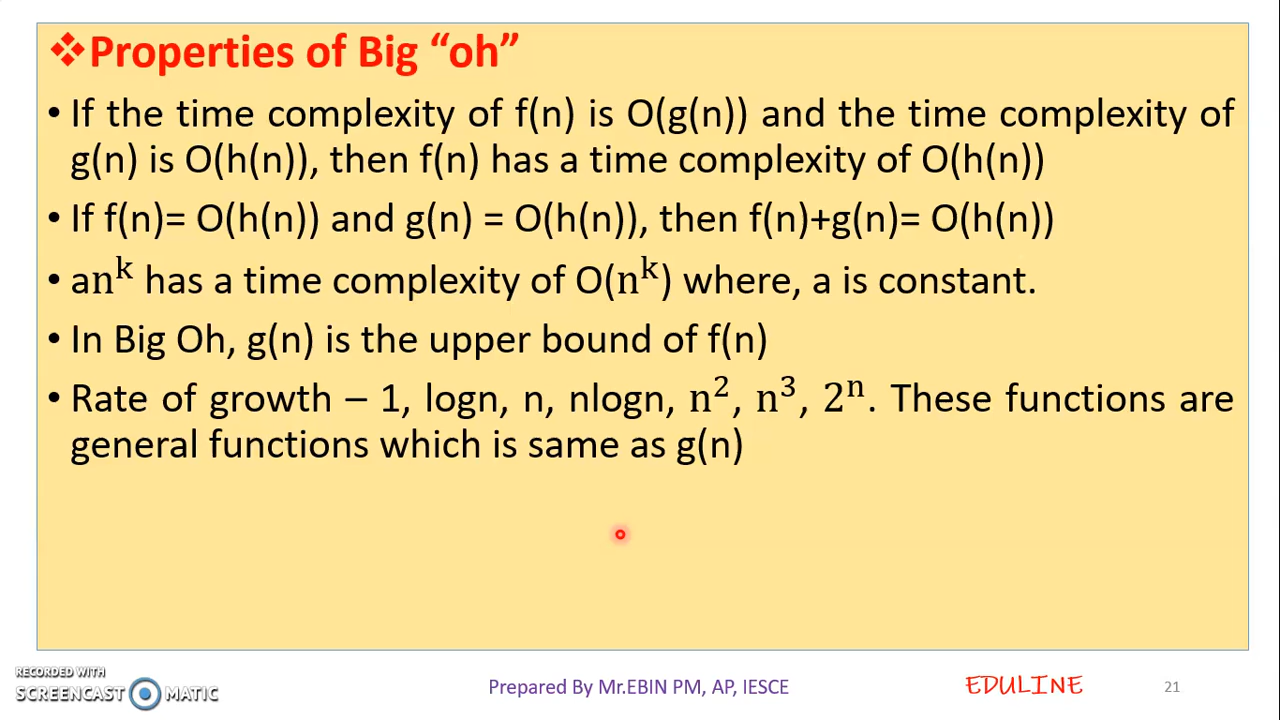 ❖Properties of Big “oh”
• If the time complexity of f(n) is O(g(n)) and the time complexity of
g(n) is O(h(n)), then f(n) has a time complexity of O(h(n))
• If f(n)= O(h(n)) and g(n) = O(h(n)), then f(n)+g(n)= O(h(n))
• anᵏ has a time complexity of O(nᵏ) where, a is constant.
• In Big Oh, g(n) is the upper bound of f(n)
• Rate of growth – 1, logn, n, nlogn, n², n³, 2ⁿ. These functions are
general functions which is same as g(n)
RECORDED WITH
SCREENCAST MATIC
Prepared By Mr.EBIN PM, AP, IESCE
EDULINE
21